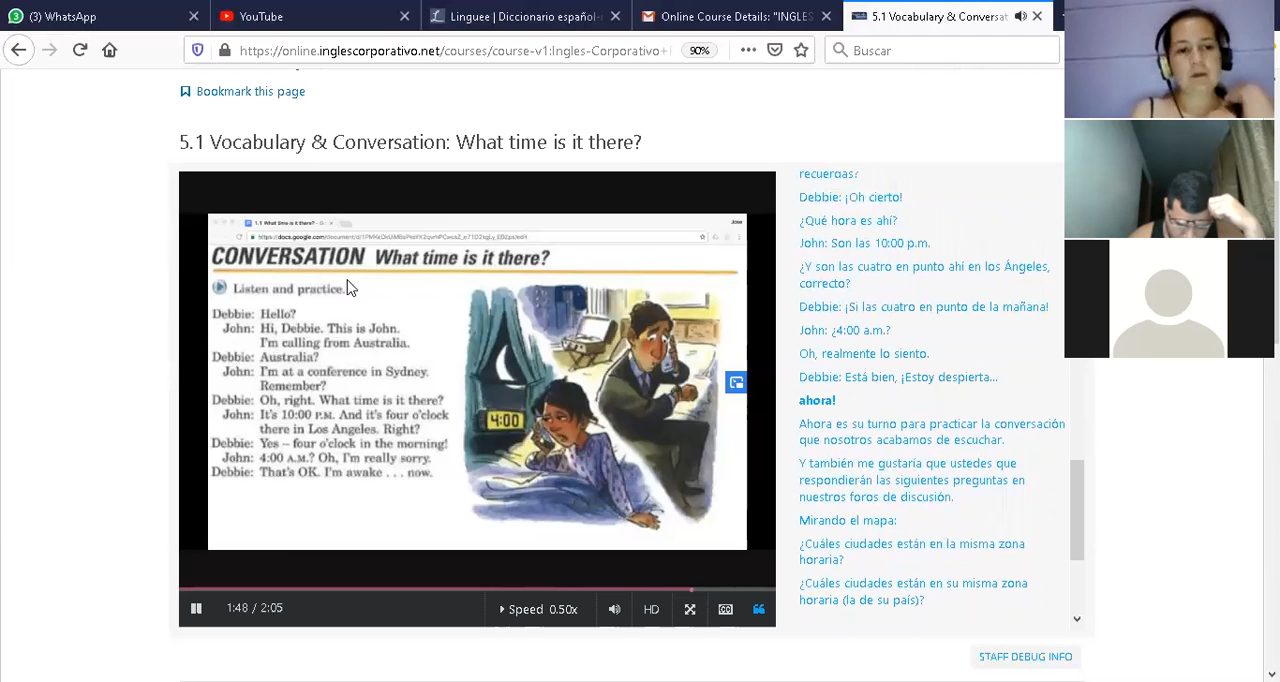 (3) WhatsApp
YouTube
Linguee | Diccionario español-
Online Course Details: "INGLES
5.1 Vocabulary & Conversat
https://online.inglescorporativo.net/courses/course-v1:Ingles-Corporativo+
90%
Buscar
Bookmark this page
5.1 Vocabulary & Conversation: What time is it there?
1.1 What time is it there?
CONVERSATION What time is it there?
Listen and practice.
Debbie: Hello?
John: Hi, Debbie. This is John.
I'm calling from Australia.
Debbie: Australia?
John: I'm at a conference in Sydney.
Remember?
Debbie: Oh, right. What time is it there?
John: It's 10:00 P.M. And it's four o'clock
there in Los Angeles. Right?
Debbie: Yes – four o'clock in the morning!
John: 4:00 A.M.? Oh, I'm really sorry.
Debbie: That's OK. I'm awake . . . now.
4:00
1:48 / 2:05
Speed 0.50x
HD
recuerdas?
Debbie: ¡Oh cierto!
¿Qué hora es ahí?
John: Son las 10:00 p.m.
¿Y son las cuatro en punto ahí en los Ángeles,
correcto?
Debbie: ¡Si las cuatro en punto de la mañana!
John: ¿4:00 a.m.?
Oh, realmente lo siento.
Debbie: Está bien, ¡Estoy despierta...
ahora!
Ahora es su turno para practicar la conversación
que nosotros acabamos de escuchar.
Y también me gustaría que ustedes que
respondierán las siguientes preguntas en
nuestros foros de discusión.
Mirando el mapa:
¿Cuáles ciudades están en la misma zona
horaria?
¿Cuáles ciudades están en su misma zona
horaria (la de su país)?
STAFF DEBUG INFO